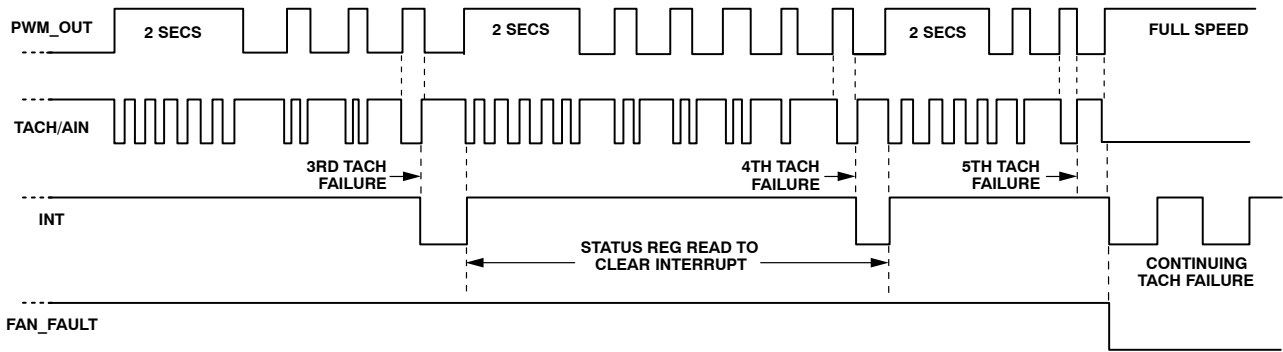 PWM_OUT
2 SECS
2 SECS
2 SECS
FULL SPEED
TACH/AIN
3RD TACH
FAILURE
4TH TACH
FAILURE
5TH TACH
FAILURE
INT
STATUS REG READ TO
CLEAR INTERRUPT
CONTINUING
TACH FAILURE
FAN_FAULT